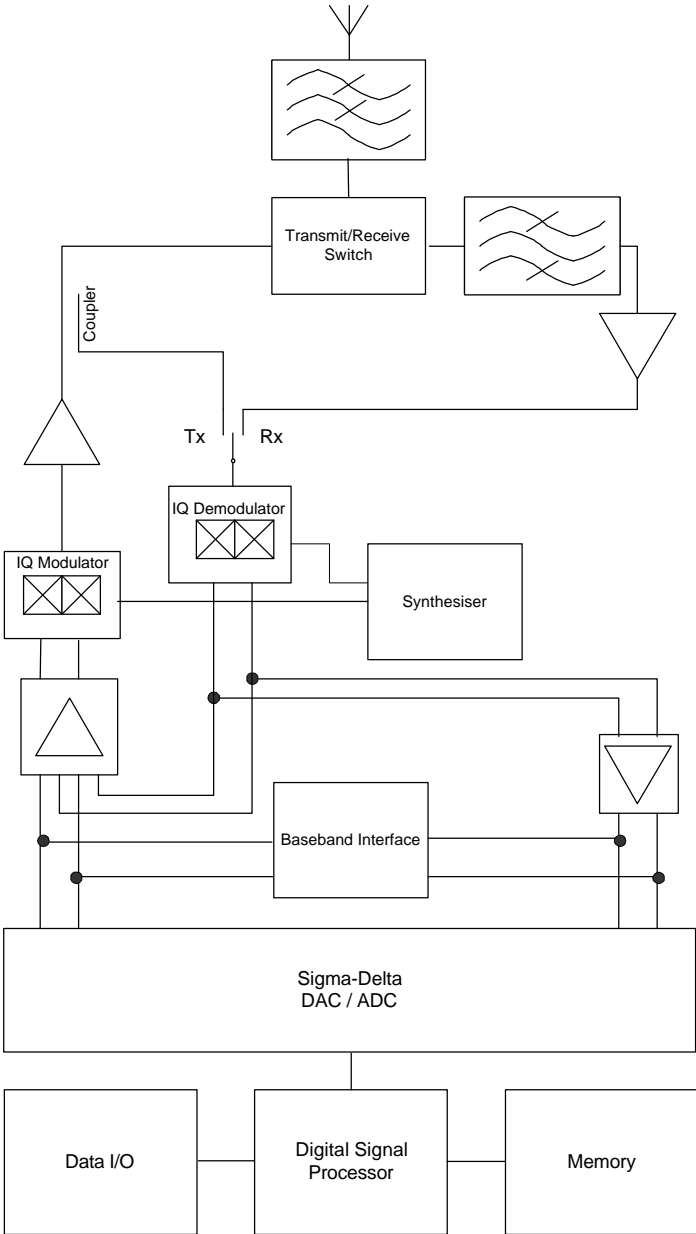 Transmit/Receive
Switch
Coupler
Tx
Rx
IQ Demodulator
IQ Modulator
Synthesiser
Baseband Interface
Sigma-Delta
DAC / ADC
Data I/O
Digital Signal
Processor
Memory